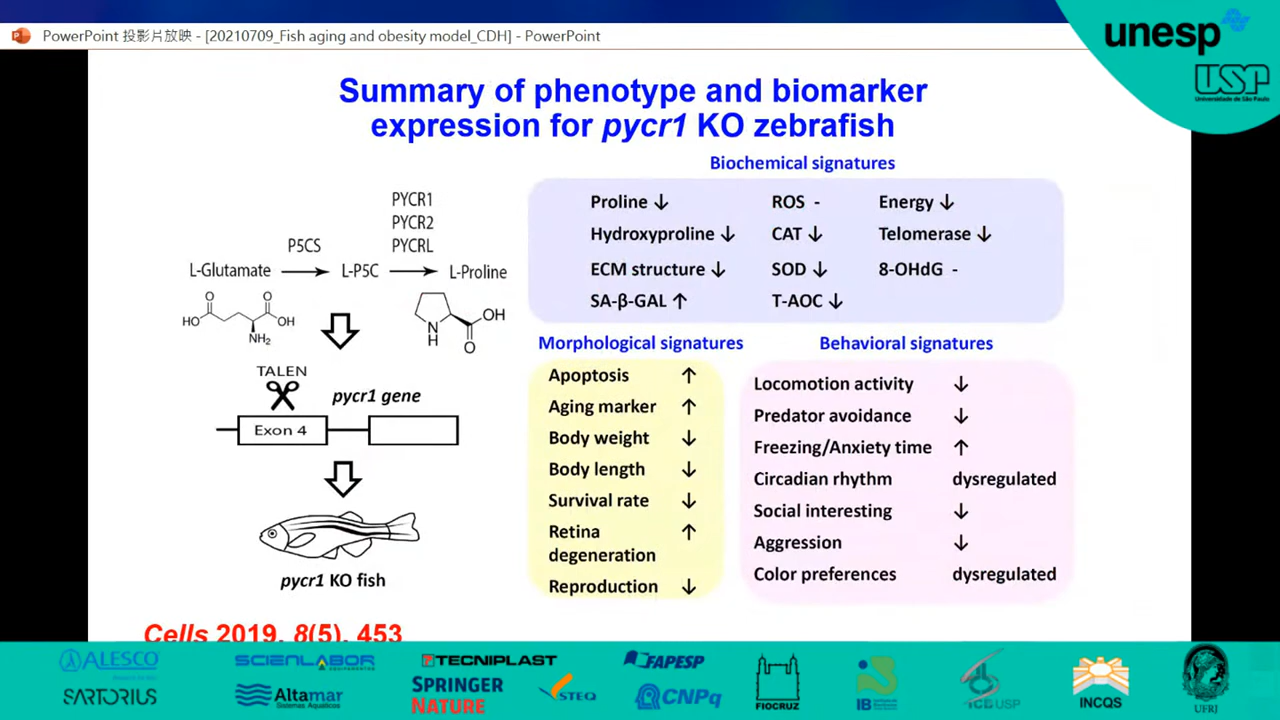 PowerPoint 投影片放映 - [20210709_Fish aging and obesity model_CDH] - PowerPoint
unesp
USP
Universidade de São Paulo
Summary of phenotype and biomarker
expression for pycr1 KO zebrafish
PYCR1
PYCR2
P5CS PYCRL
L-Glutamate L-P5C L-Proline
O O
HO OH
NH₂
N
H
OH
O
TALEN
pycr1 gene
Exon 4
pycr1 KO fish
Cells 2019, 8(5), 453
Biochemical signatures
Proline ↓ ROS - Energy ↓
Hydroxyproline ↓ CAT ↓ Telomerase ↓
ECM structure ↓ SOD ↓ 8-OHdG -
SA-β-GAL ↑ T-AOC ↓
Morphological signatures
Apoptosis ↑
Aging marker ↑
Body weight ↓
Body length ↓
Survival rate ↓
Retina ↑
degeneration
Reproduction ↓
Behavioral signatures
Locomotion activity ↓
Predator avoidance ↓
Freezing/Anxiety time ↑
Circadian rhythm dysregulated
Social interesting ↓
Aggression ↓
Color preferences dysregulated
ALESCO
SCIENLABOR
TECNIPLAST
FAPESP
SARTORIUS
Altamar
Sistemas Aquáticos
SPRINGER
NATURE
STEQ
CNPq
FIOCRUZ
IB
ICB USP
INCQS
UFRJ